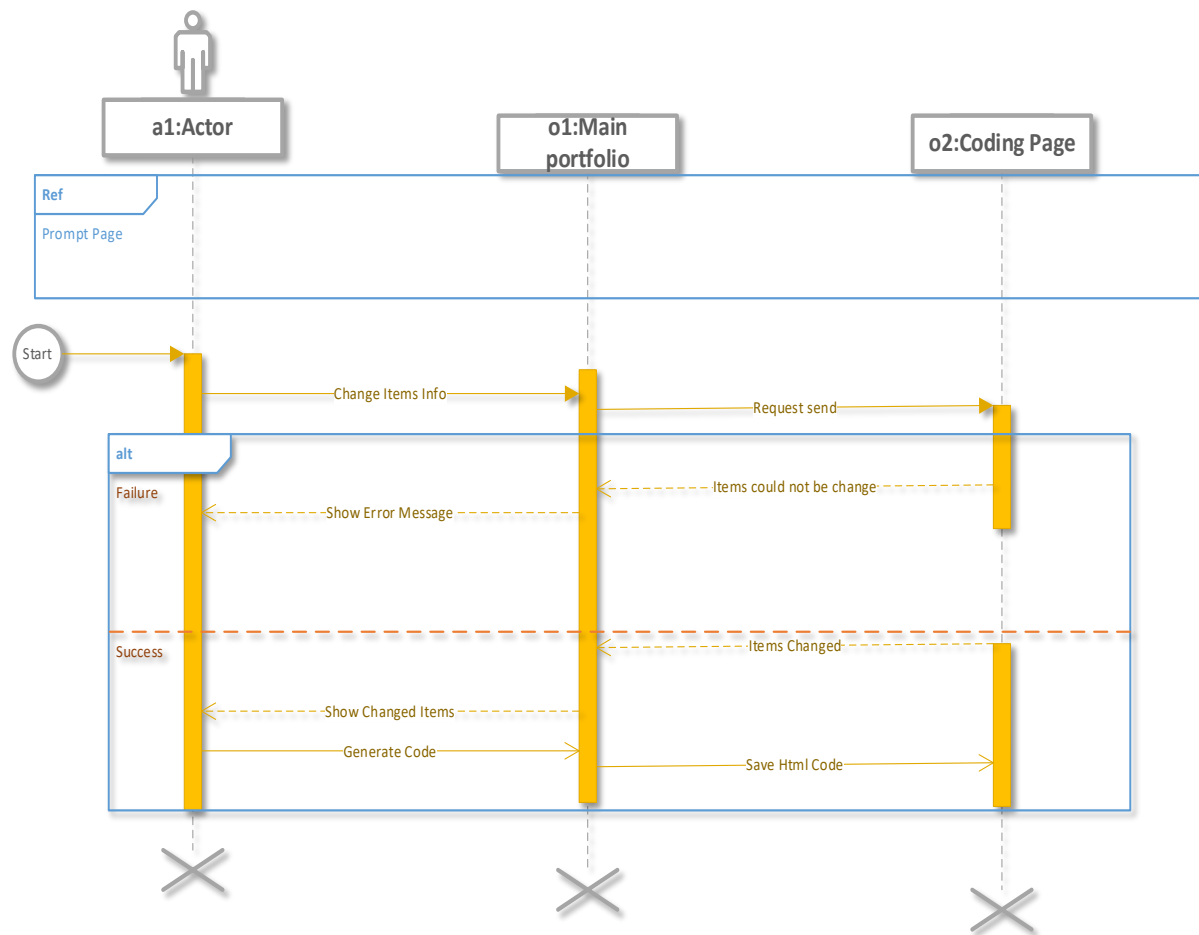 a1:Actor
o1:Main
portfolio
o2:Coding Page
Ref
Prompt Page
Start
Change Items Info
Request send
alt
Failure
Items could not be change
Show Error Message
Success
Items Changed
Show Changed Items
Generate Code
Save Html Code